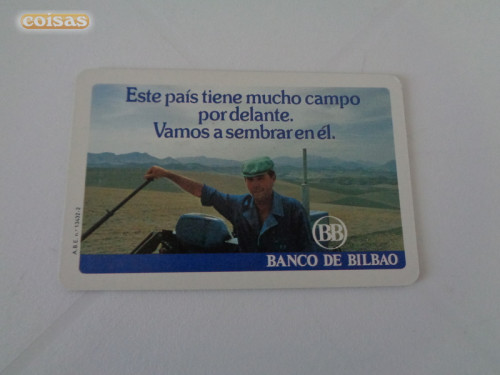 coisas
Este país tiene mucho campo
por delante.
Vamos a sembrar en él.
BB
BANCO DE BILBAO